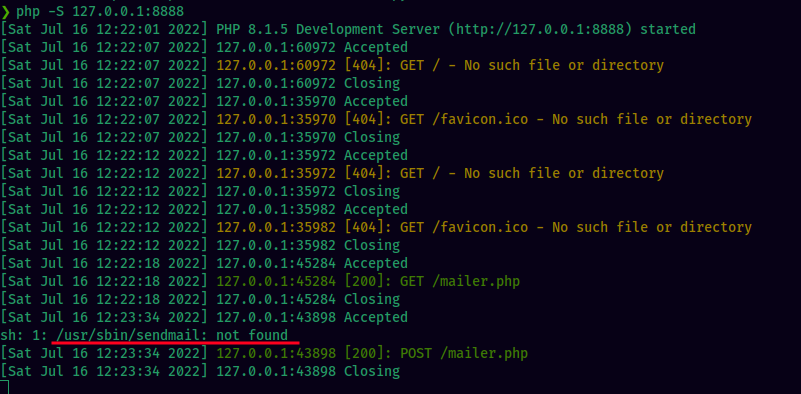 ❯ php -S 127.0.0.1:8888
[Sat Jul 16 12:22:01 2022] PHP 8.1.5 Development Server (http://127.0.0.1:8888) started
[Sat Jul 16 12:22:07 2022] 127.0.0.1:60972 Accepted
[Sat Jul 16 12:22:07 2022] 127.0.0.1:60972 [404]: GET / - No such file or directory
[Sat Jul 16 12:22:07 2022] 127.0.0.1:60972 Closing
[Sat Jul 16 12:22:07 2022] 127.0.0.1:35970 Accepted
[Sat Jul 16 12:22:07 2022] 127.0.0.1:35970 [404]: GET /favicon.ico - No such file or directory
[Sat Jul 16 12:22:07 2022] 127.0.0.1:35970 Closing
[Sat Jul 16 12:22:12 2022] 127.0.0.1:35972 Accepted
[Sat Jul 16 12:22:12 2022] 127.0.0.1:35972 [404]: GET / - No such file or directory
[Sat Jul 16 12:22:12 2022] 127.0.0.1:35972 Closing
[Sat Jul 16 12:22:12 2022] 127.0.0.1:35982 Accepted
[Sat Jul 16 12:22:12 2022] 127.0.0.1:35982 [404]: GET /favicon.ico - No such file or directory
[Sat Jul 16 12:22:12 2022] 127.0.0.1:35982 Closing
[Sat Jul 16 12:22:18 2022] 127.0.0.1:45284 Accepted
[Sat Jul 16 12:22:18 2022] 127.0.0.1:45284 [200]: GET /mailer.php
[Sat Jul 16 12:22:18 2022] 127.0.0.1:45284 Closing
[Sat Jul 16 12:23:34 2022] 127.0.0.1:43898 Accepted
sh: 1: /usr/sbin/sendmail: not found
[Sat Jul 16 12:23:34 2022] 127.0.0.1:43898 [200]: POST /mailer.php
[Sat Jul 16 12:23:34 2022] 127.0.0.1:43898 Closing